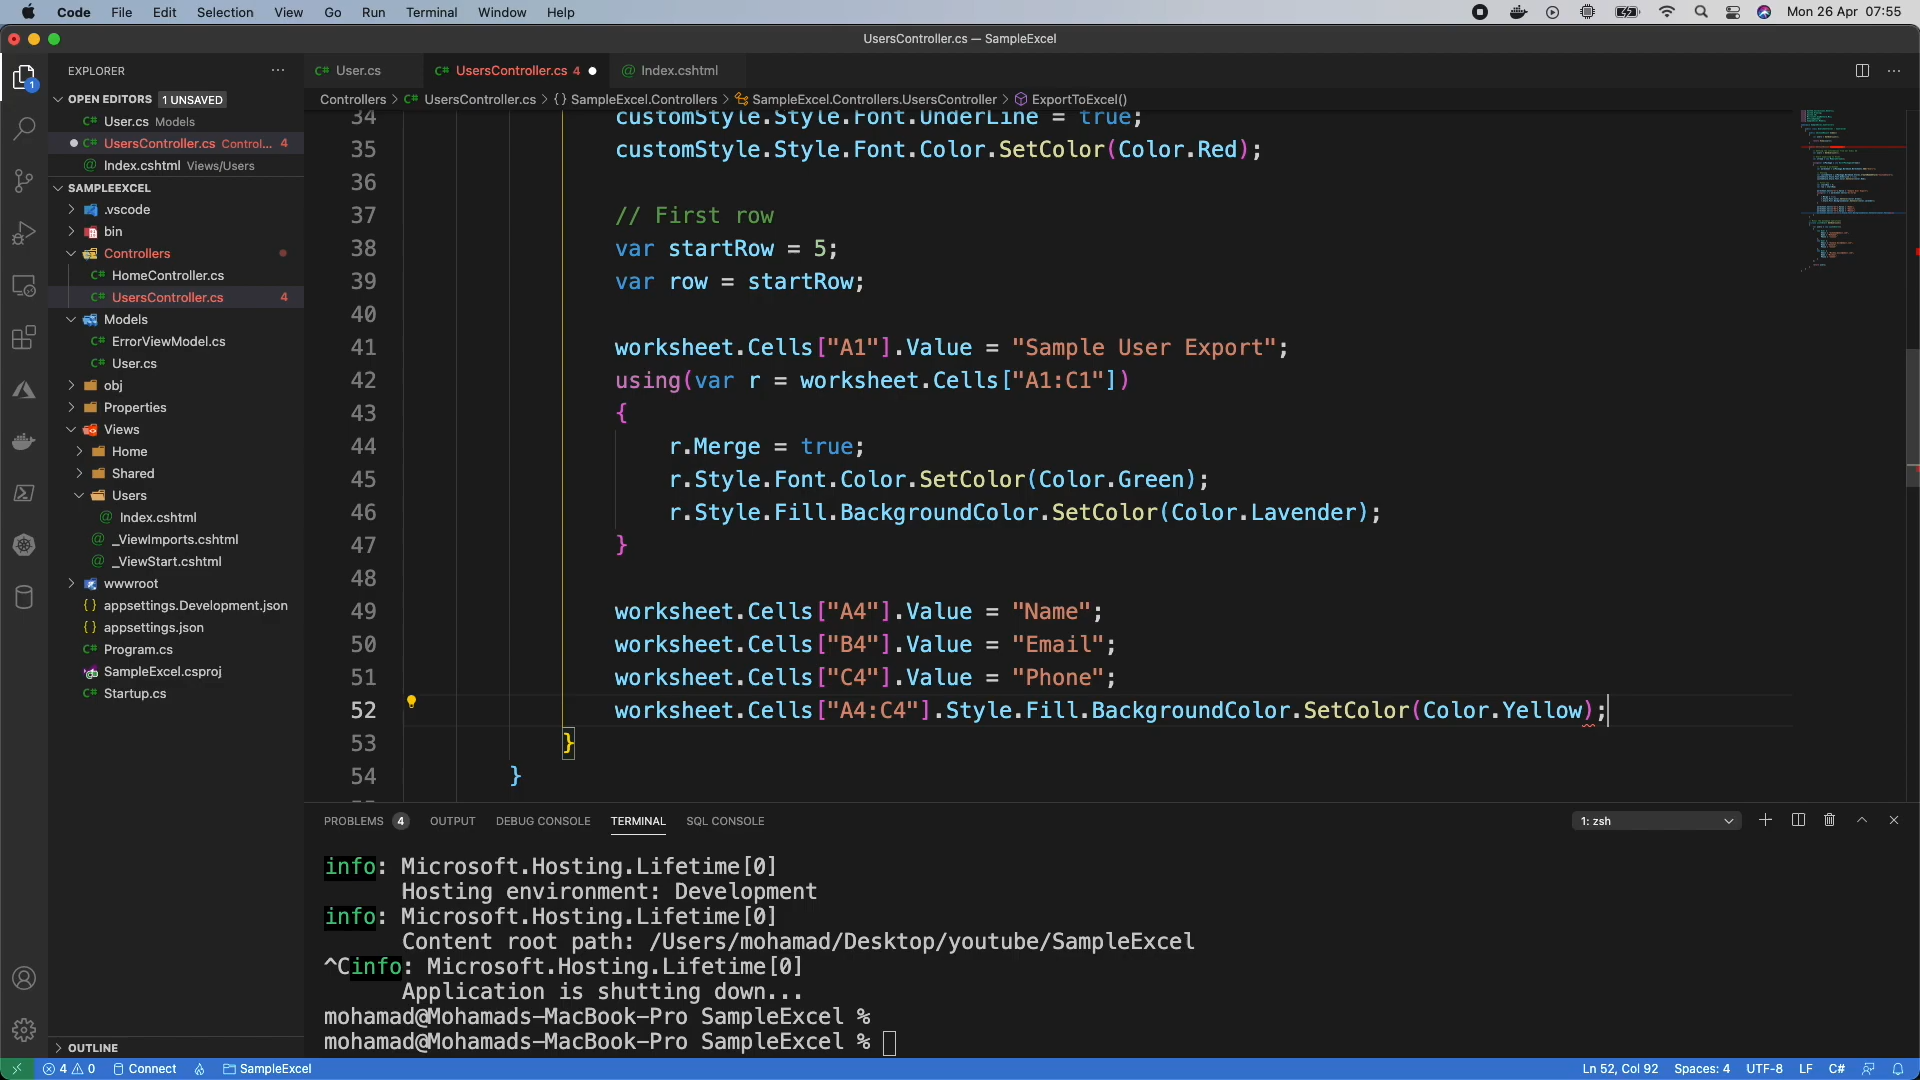 Code File Edit Selection View Go Run Terminal Window Help Mon 26 Apr 07:55
UsersController.cs — SampleExcel
EXPLORER
OPEN EDITORS 1 UNSAVED
C# User.cs Models
C# UsersController.cs Control... 4
@ Index.cshtml Views/Users
SAMPLEEXCEL
.vscode
bin
Controllers
C# HomeController.cs
C# UsersController.cs 4
Models
C# ErrorViewModel.cs
C# User.cs
obj
Properties
Views
Home
Shared
Users
@ Index.cshtml
@ _ViewImports.cshtml
@ _ViewStart.cshtml
wwwroot
{} appsettings.Development.json
{} appsettings.json
C# Program.cs
SampleExcel.csproj
C# Startup.cs
OUTLINE
C# User.cs C# UsersController.cs 4 @ Index.cshtml
Controllers > C# UsersController.cs > {} SampleExcel.Controllers > SampleExcel.Controllers.UsersController > ExportToExcel()
34 customStyle.Style.Font.UnderLine = true;
35 customStyle.Style.Font.Color.SetColor(Color.Red);
36
37 // First row
38 var startRow = 5;
39 var row = startRow;
40
41 worksheet.Cells["A1"].Value = "Sample User Export";
42 using(var r = worksheet.Cells["A1:C1"])
43 {
44 r.Merge = true;
45 r.Style.Font.Color.SetColor(Color.Green);
46 r.Style.Fill.BackgroundColor.SetColor(Color.Lavender);
47 }
48
49 worksheet.Cells["A4"].Value = "Name";
50 worksheet.Cells["B4"].Value = "Email";
51 worksheet.Cells["C4"].Value = "Phone";
52 worksheet.Cells["A4:C4"].Style.Fill.BackgroundColor.SetColor(Color.Yellow);
53 }
54 }
PROBLEMS 4 OUTPUT DEBUG CONSOLE TERMINAL SQL CONSOLE 1: zsh
info: Microsoft.Hosting.Lifetime[0]
Hosting environment: Development
info: Microsoft.Hosting.Lifetime[0]
Content root path: /Users/mohamad/Desktop/youtube/SampleExcel
^Cinfo: Microsoft.Hosting.Lifetime[0]
Application is shutting down...
mohamad@Mohamads-MacBook-Pro SampleExcel %
mohamad@Mohamads-MacBook-Pro SampleExcel %
4 0 Connect SampleExcel Ln 52, Col 92 Spaces: 4 UTF-8 LF C#